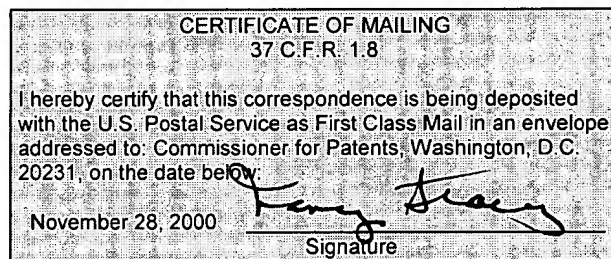 CERTIFICATE OF MAILING
37 C.F.R. 1.8
I hereby certify that this correspondence is being deposited
with the U.S. Postal Service as First Class Mail in an envelope
addressed to: Commissioner for Patents, Washington, D.C.
20231, on the date below:
November 28, 2000
Signature